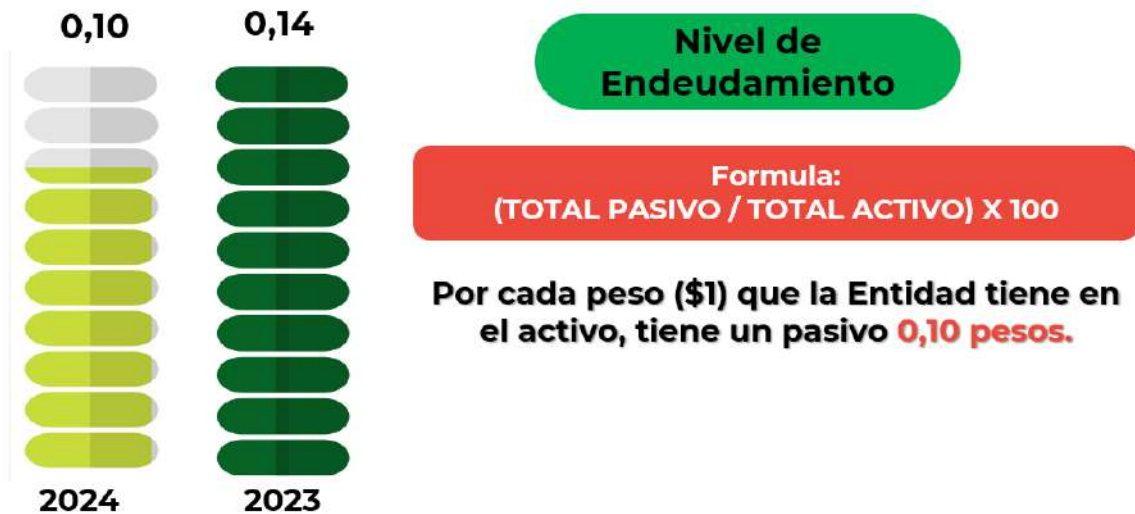 0,10
0,14
2024
2023
Nivel de
Endeudamiento
Formula:
(TOTAL PASIVO / TOTAL ACTIVO) X 100
Por cada peso ($1) que la Entidad tiene en
el activo, tiene un pasivo 0,10 pesos.